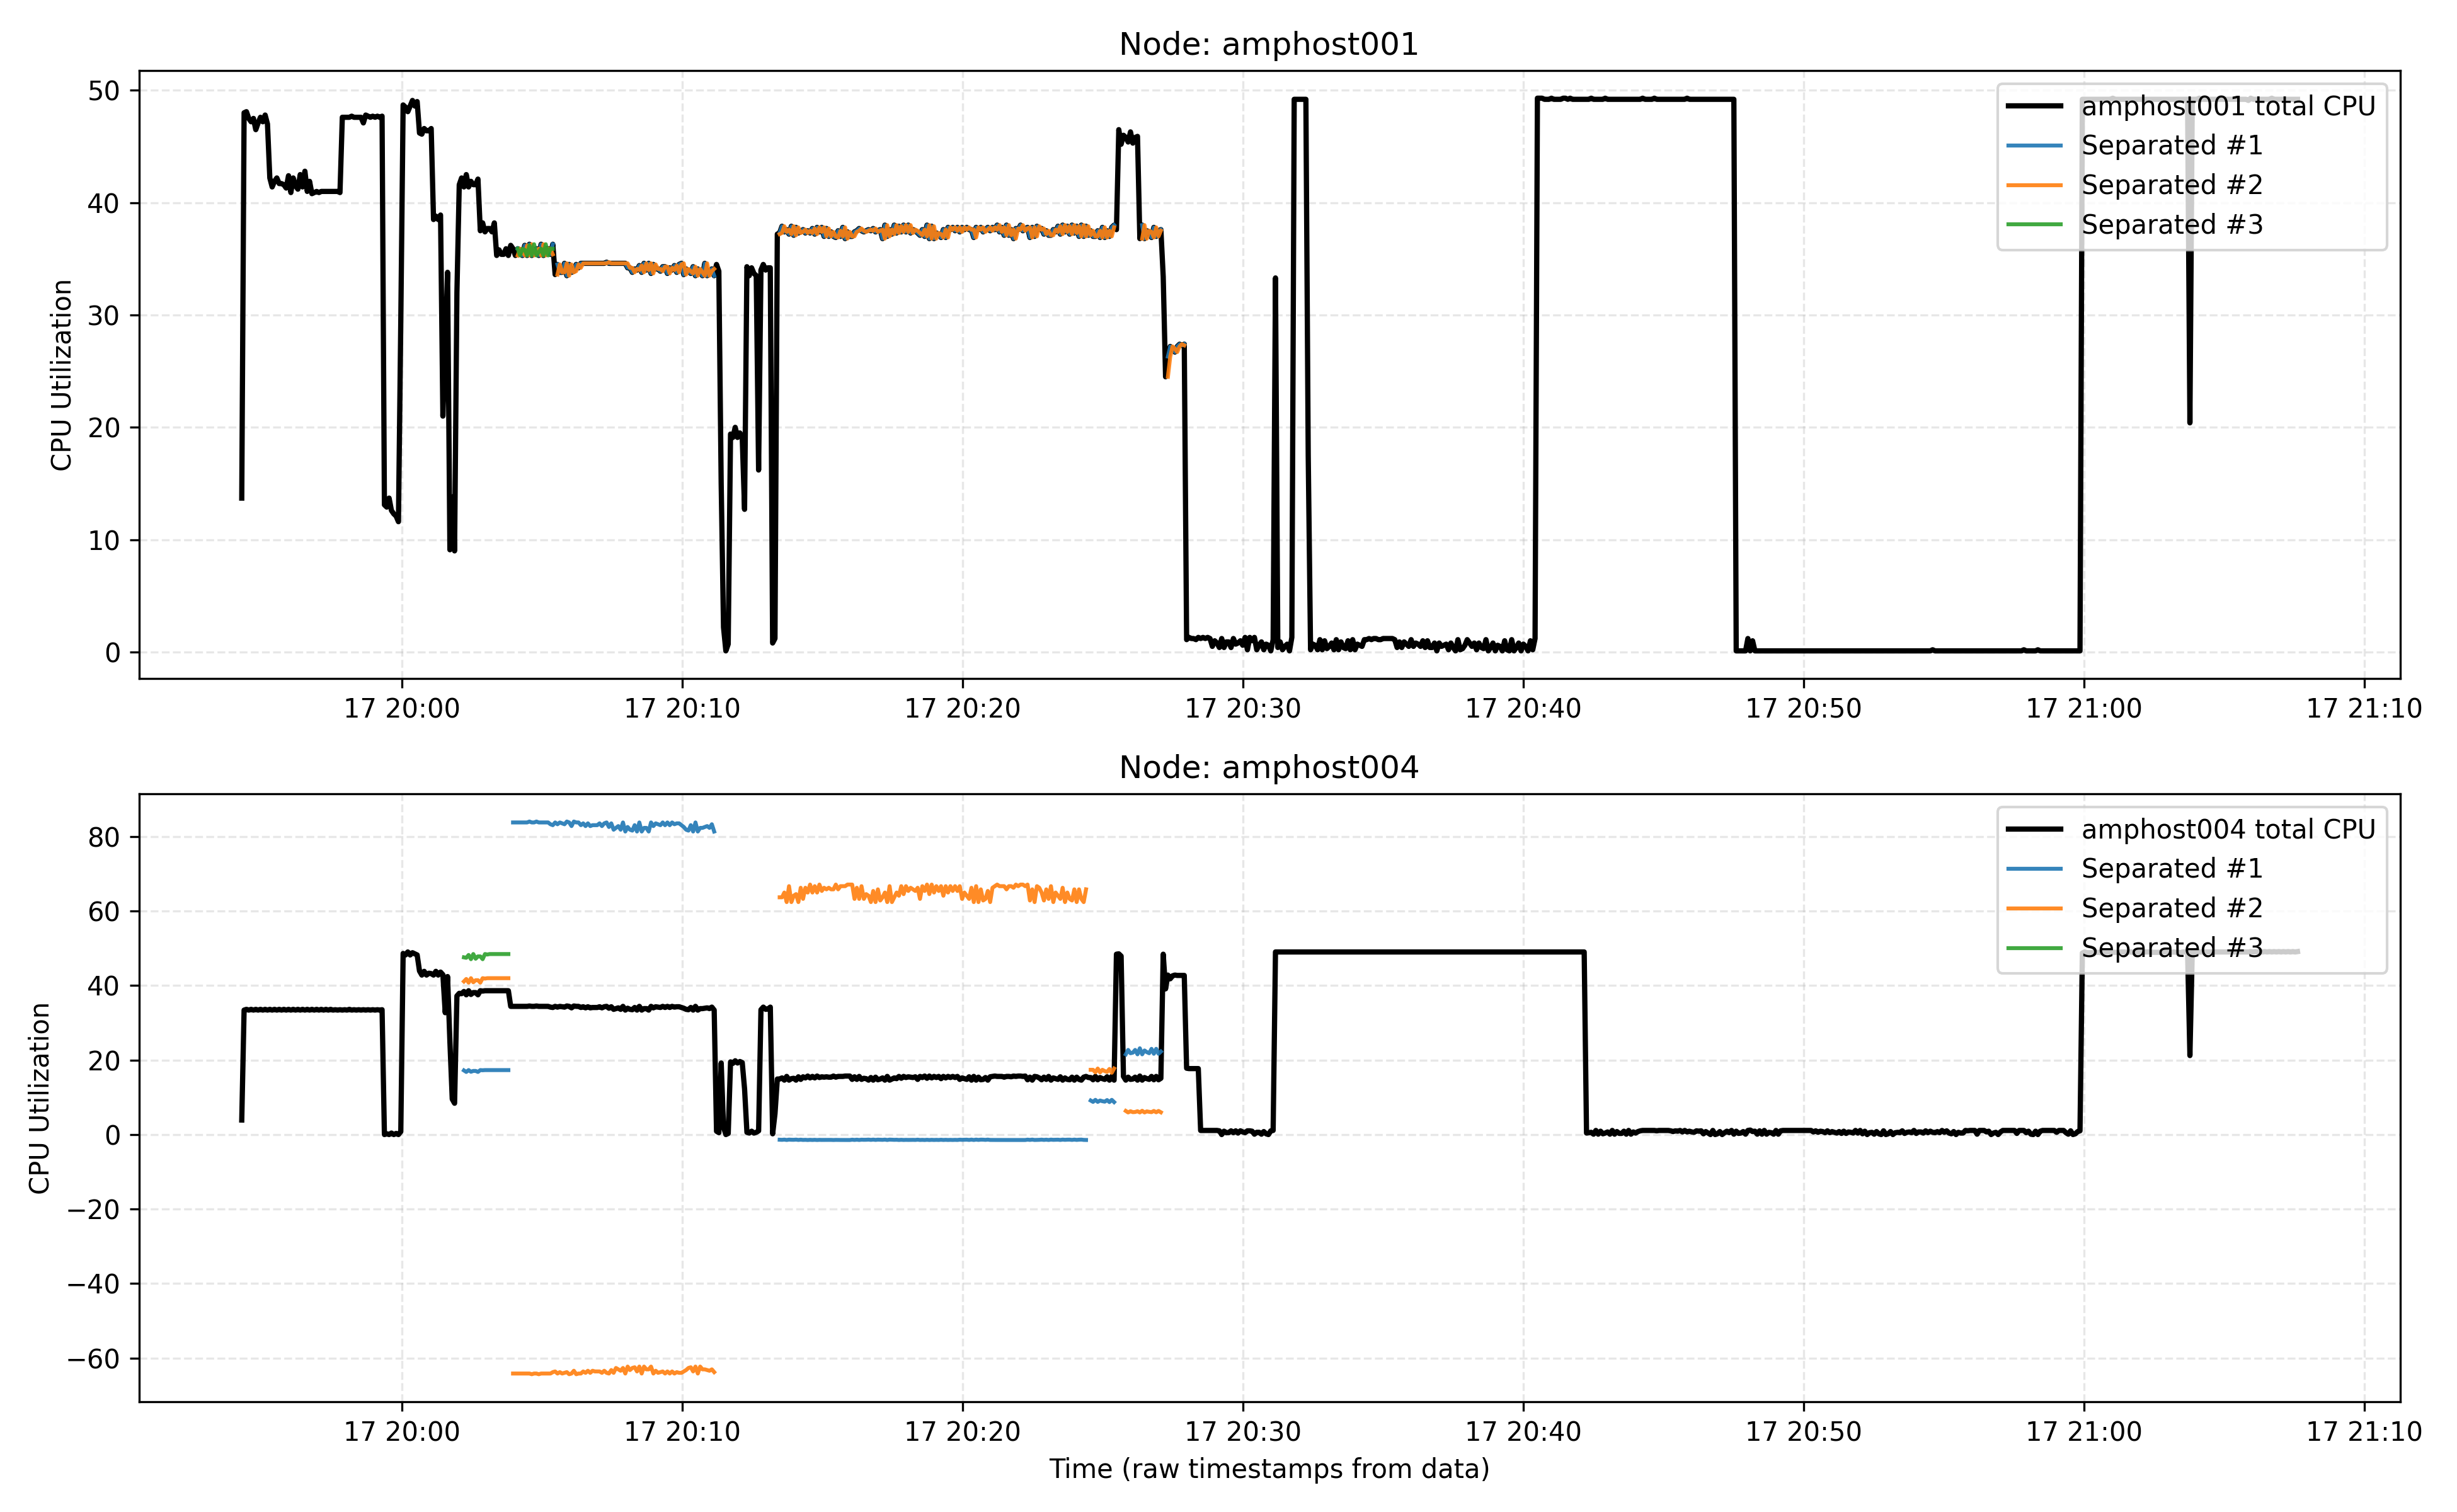 Node: amphost001
CPU Utilization
50
40
30
20
10
0
amphost001 total CPU
Separated #1
Separated #2
Separated #3
17 20:00
17 20:10
17 20:20
17 20:30
17 20:40
17 20:50
17 21:00
17 21:10
Node: amphost004
CPU Utilization
80
60
40
20
0
−20
−40
−60
amphost004 total CPU
Separated #1
Separated #2
Separated #3
17 20:00
17 20:10
17 20:20
17 20:30
17 20:40
17 20:50
17 21:00
17 21:10
Time (raw timestamps from data)